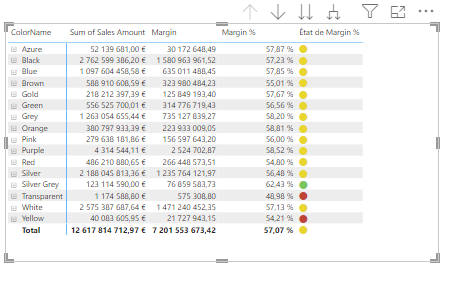 ColorName Sum of Sales Amount Margin Margin % État de Margin %
Azure 52 139 681,00 € 30 172 648,49 57,87 %
Black 2 762 599 386,20 € 1 580 963 961,52 57,23 %
Blue 1 097 604 458,58 € 635 011 488,45 57,85 %
Brown 588 910 608,59 € 323 980 484,23 55,01 %
Gold 218 212 397,39 € 125 849 193,40 57,67 %
Green 556 525 700,01 € 314 776 719,43 56,56 %
Grey 1 263 054 655,44 € 735 127 839,27 58,20 %
Orange 380 797 933,39 € 223 933 009,05 58,81 %
Pink 279 638 181,86 € 156 597 643,20 56,00 %
Purple 4 314 544,11 € 2 524 702,87 58,52 %
Red 486 210 880,65 € 266 448 573,51 54,80 %
Silver 2 188 045 813,36 € 1 235 764 121,97 56,48 %
Silver Grey 123 114 590,00 € 76 859 583,73 62,43 %
Transparent 1 174 588,80 € 575 308,80 48,98 %
White 2 575 387 687,64 € 1 471 240 452,35 57,13 %
Yellow 40 083 605,95 € 21 727 943,15 54,21 %
Total 12 617 814 712,97 € 7 201 553 673,42 57,07 %